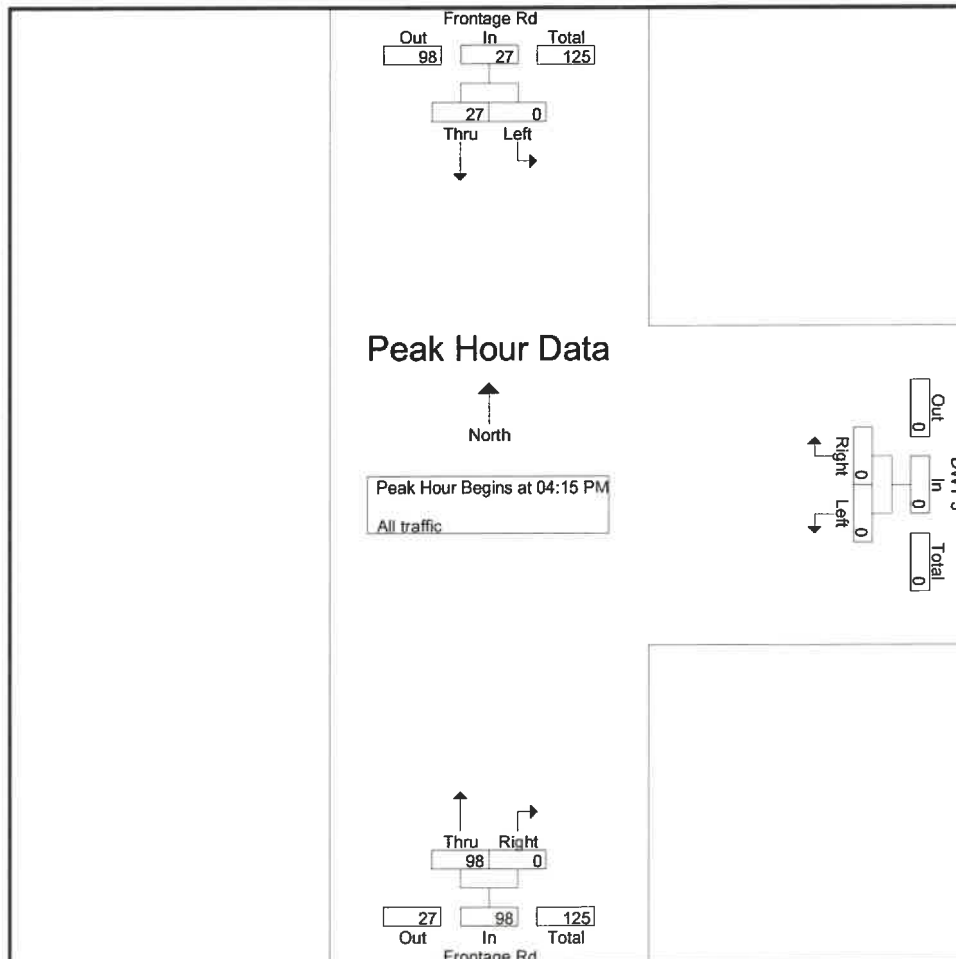 Frontage Rd
Out In Total
98 27 125
27 0
Thru Left
Peak Hour Data
North
Peak Hour Begins at 04:15 PM
All traffic
Right Left
0 0
Out In Total
0 0 0
Thru Right
98 0
27 98 125
Out In Total
Frontage Rd